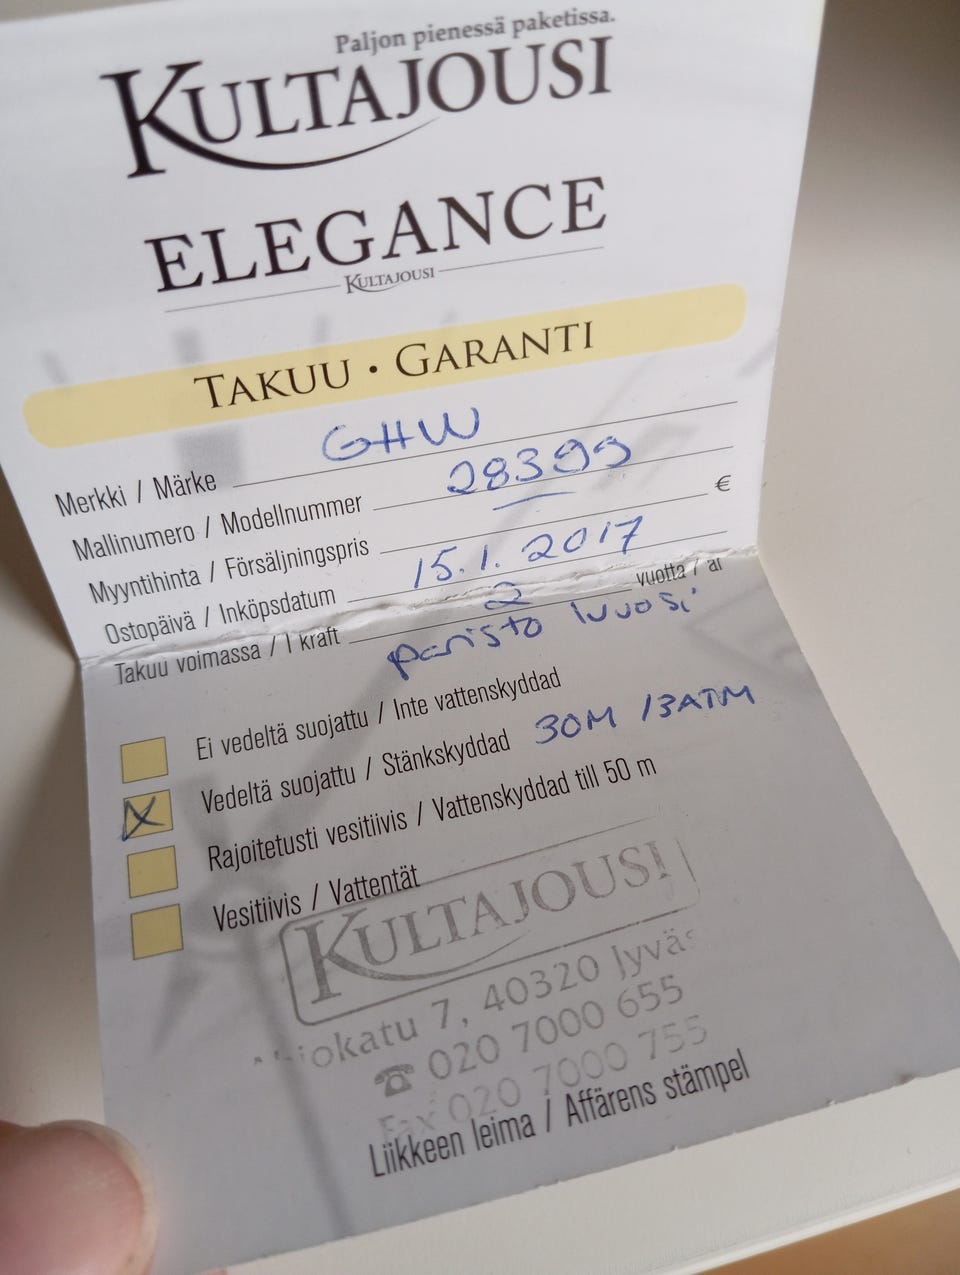 Paljon pienessä paketissa.
KULTAJOUSI
ELEGANCE
KULTAJOUSI
TAKUU • GARANTI
Merkki / Märke GHW
Mallinumero / Modellnummer 28399
Myyntihinta / Försäljningspris €
Ostopäivä / Inköpsdatum 15.1.2017
Takuu voimassa / I kraft 2 vuotta / år
paristo 1 vuosi
Ei vedeltä suojattu / Inte vattenskyddad
X Vedeltä suojattu / Stänkskyddad 30M /3ATM
Rajoitetusti vesitiivis / Vattenskyddad till 50 m
Vesitiivis / Vattentät
KULTAJOUSI
7, 40320 Jyväs
☎ 020 7000 655
Fax 020 7000 755
Liikkeen leima / Affärens stämpel